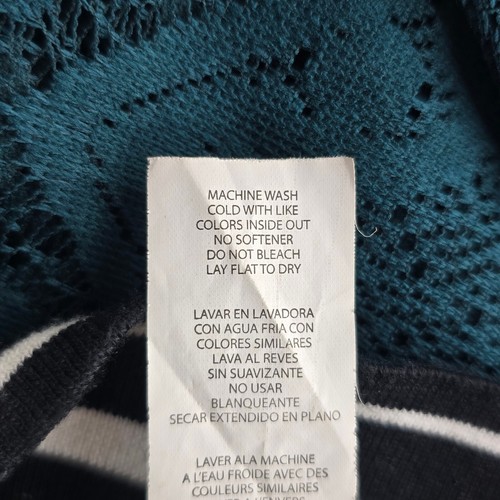 MACHINE WASH
COLD WITH LIKE
COLORS INSIDE OUT
NO SOFTENER
DO NOT BLEACH
LAY FLAT TO DRY
LAVAR EN LAVADORA
CON AGUA FRIA CON
COLORES SIMILARES
LAVA AL REVES
SIN SUAVIZANTE
NO USAR
BLANQUEANTE
SECAR EXTENDIDO EN PLANO
LAVER ALA MACHINE
A L'EAU FROIDE AVEC DES
COULEURS SIMILAIRES